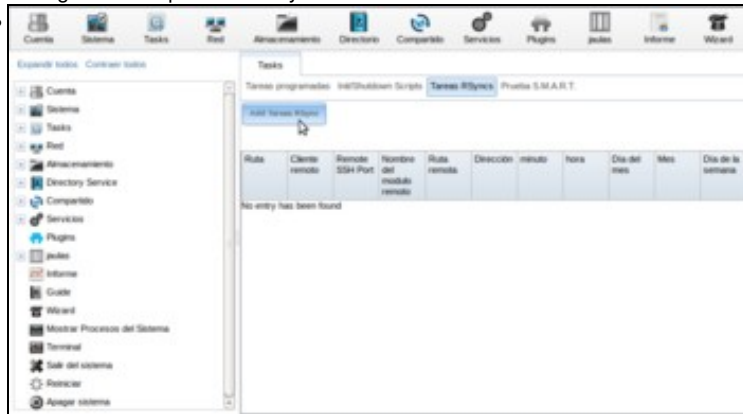 Cuenta Sistema Tasks Red Almacenamiento Directorio Compartido Servicios Plugins jaulas Informe Wizard
Expandir todos Contraer todos
Cuenta
Sistema
Tasks
Red
Almacenamiento
Directory Service
Compartido
Servicios
Plugins
jaulas
Informe
Guide
Wizard
Mostrar Procesos del Sistema
Terminal
Salir del sistema
Reiniciar
Apagar sistema
Tasks
Tareas programadas Init/Shutdown Scripts Tareas RSyncs Prueba S.M.A.R.T.
Add Tareas RSync
Ruta Cliente remoto Remote SSH Port Nombre del modulo remoto Ruta remota Dirección minuto hora Dia del mes Mes Dia de la semana
No entry has been found